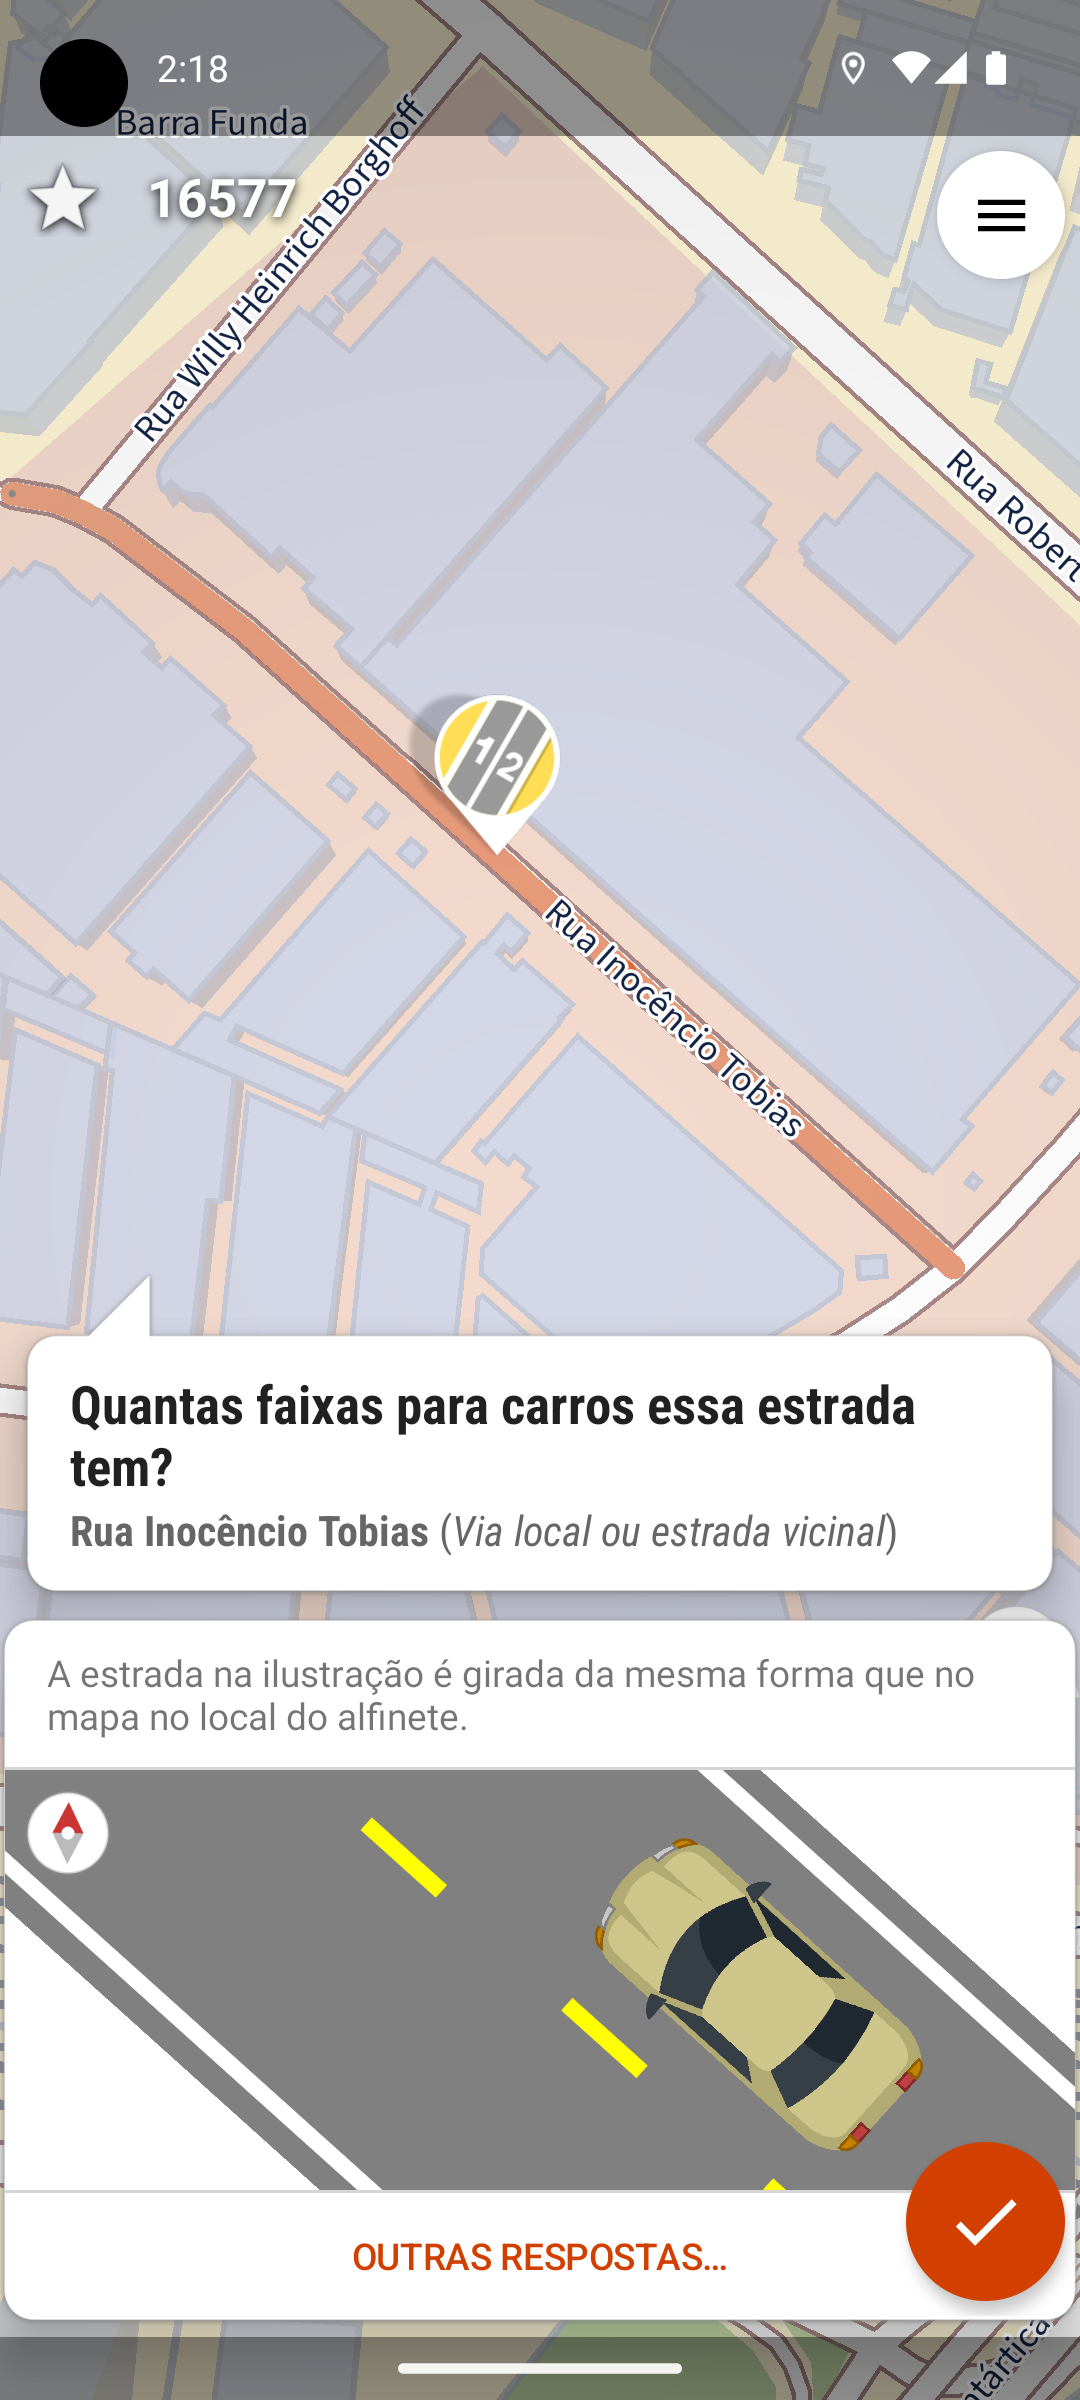 2:18
Barra Funda
16577
Rua Willy Heinrich Borghoff
Rua Robert
1 2
Rua Inocêncio Tobias
Quantas faixas para carros essa estrada
tem?
Rua Inocêncio Tobias (Via local ou estrada vicinal)
A estrada na ilustração é girada da mesma forma que no
mapa no local do alfinete.
OUTRAS RESPOSTAS…
ntártica